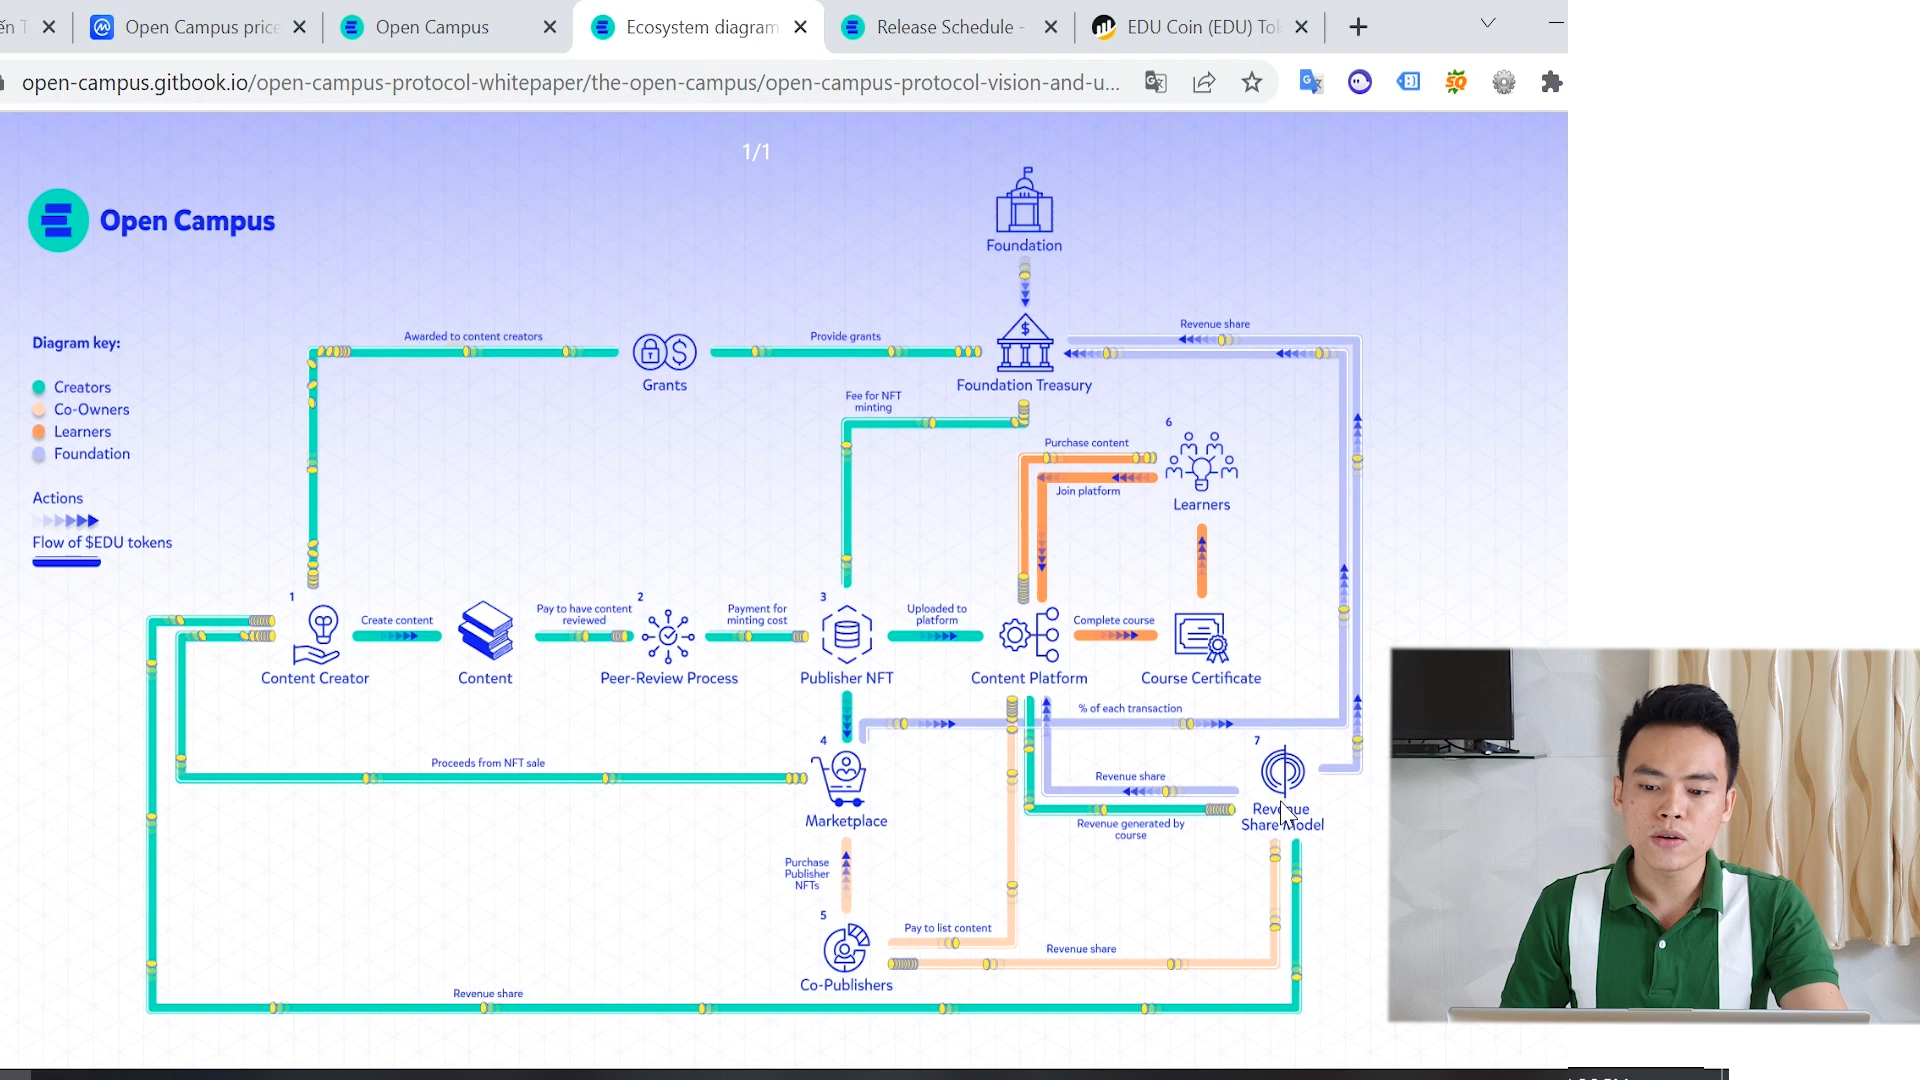 ến T
Open Campus price
Open Campus
Ecosystem diagram
Release Schedule -
EDU Coin (EDU) Tok
open-campus.gitbook.io/open-campus-protocol-whitepaper/the-open-campus/open-campus-protocol-vision-and-u...
1/1
Open Campus
Foundation
Diagram key:
Creators
Co-Owners
Learners
Foundation
Actions
Flow of $EDU tokens
Awarded to content creators
Grants
Provide grants
Foundation Treasury
Revenue share
Fee for NFT
minting
Purchase content
Join platform
6
Learners
1
Content Creator
Create content
Content
Pay to have content
reviewed
2
Peer-Review Process
Payment for
minting cost
3
Publisher NFT
Uploaded to
platform
Content Platform
Complete course
Course Certificate
% of each transaction
Proceeds from NFT sale
4
Marketplace
Revenue share
Revenue generated by
course
7
Revenue
Share Model
Purchase
Publisher
NFTs
5
Co-Publishers
Pay to list content
Revenue share
Revenue share